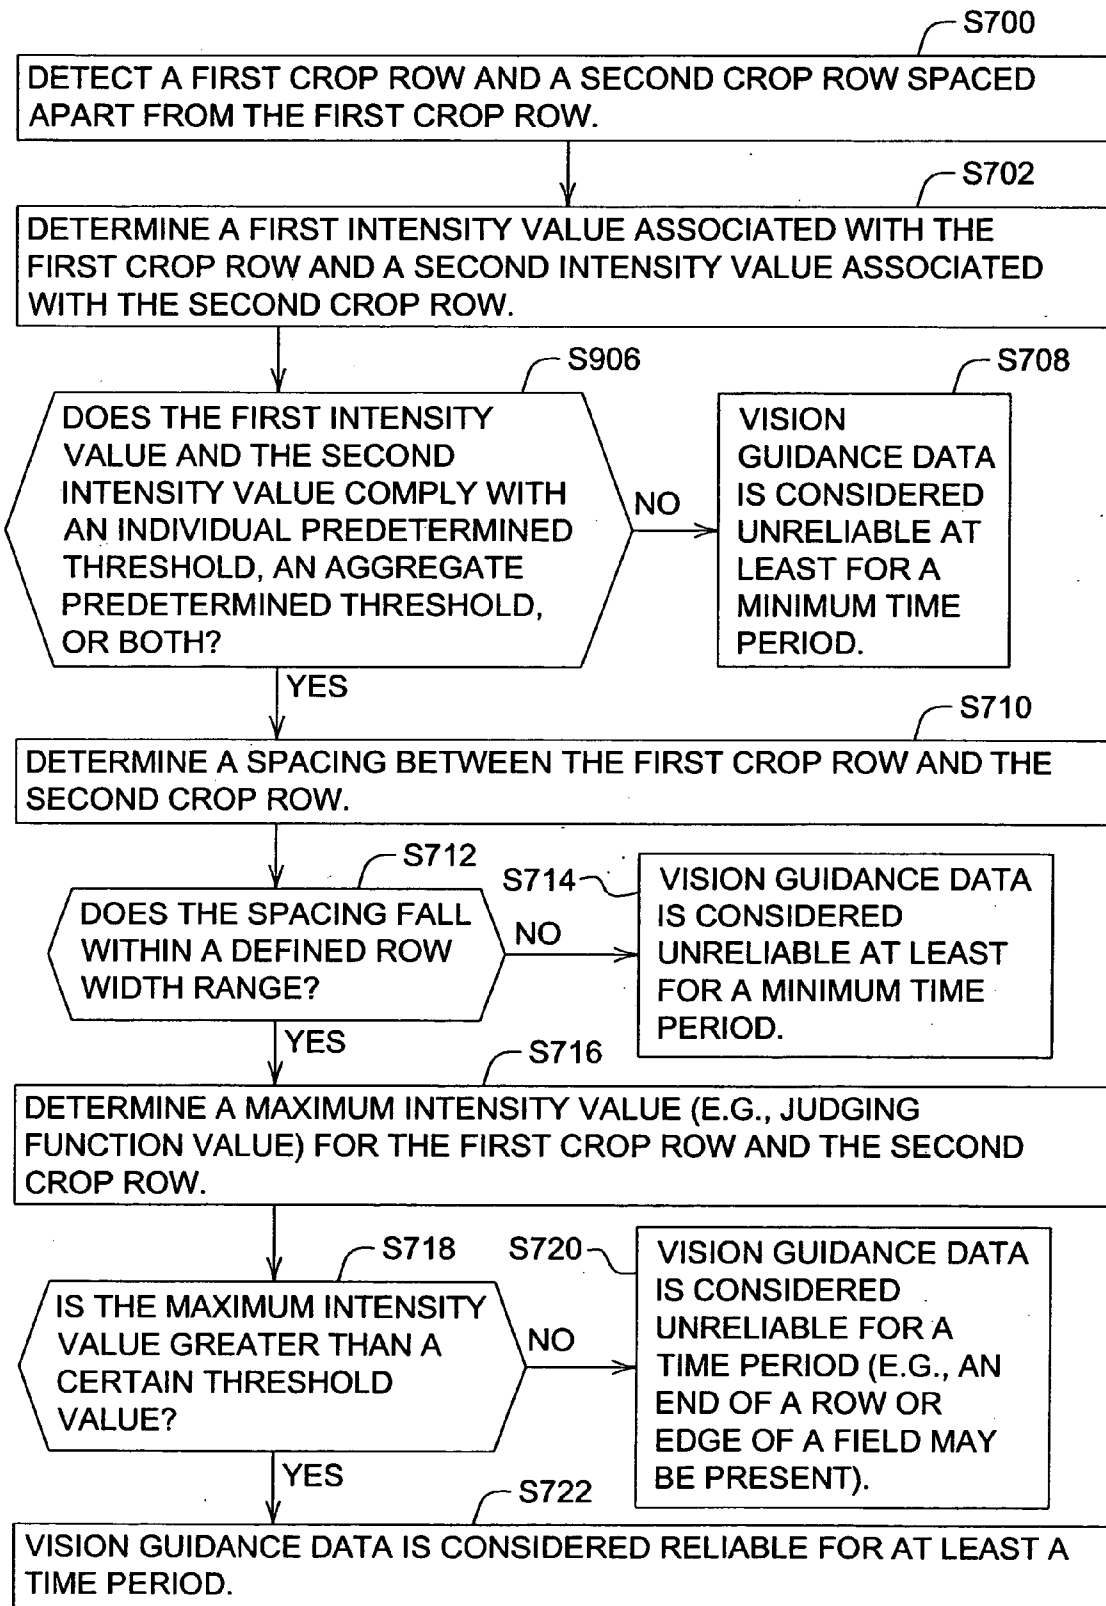 S700
DETECT A FIRST CROP ROW AND A SECOND CROP ROW SPACED
APART FROM THE FIRST CROP ROW.
S702
DETERMINE A FIRST INTENSITY VALUE ASSOCIATED WITH THE
FIRST CROP ROW AND A SECOND INTENSITY VALUE ASSOCIATED
WITH THE SECOND CROP ROW.
S906
DOES THE FIRST INTENSITY
VALUE AND THE SECOND
INTENSITY VALUE COMPLY WITH
AN INDIVIDUAL PREDETERMINED
THRESHOLD, AN AGGREGATE
PREDETERMINED THRESHOLD,
OR BOTH?
NO
S708
VISION
GUIDANCE DATA
IS CONSIDERED
UNRELIABLE AT
LEAST FOR A
MINIMUM TIME
PERIOD.
YES
S710
DETERMINE A SPACING BETWEEN THE FIRST CROP ROW AND THE
SECOND CROP ROW.
S712
DOES THE SPACING FALL
WITHIN A DEFINED ROW
WIDTH RANGE?
NO
S714
VISION GUIDANCE DATA
IS CONSIDERED
UNRELIABLE AT LEAST
FOR A MINIMUM TIME
PERIOD.
YES
S716
DETERMINE A MAXIMUM INTENSITY VALUE (E.G., JUDGING
FUNCTION VALUE) FOR THE FIRST CROP ROW AND THE SECOND
CROP ROW.
S718
IS THE MAXIMUM INTENSITY
VALUE GREATER THAN A
CERTAIN THRESHOLD
VALUE?
NO
S720
VISION GUIDANCE DATA
IS CONSIDERED
UNRELIABLE FOR A
TIME PERIOD (E.G., AN
END OF A ROW OR
EDGE OF A FIELD MAY
BE PRESENT).
YES
S722
VISION GUIDANCE DATA IS CONSIDERED RELIABLE FOR AT LEAST A
TIME PERIOD.